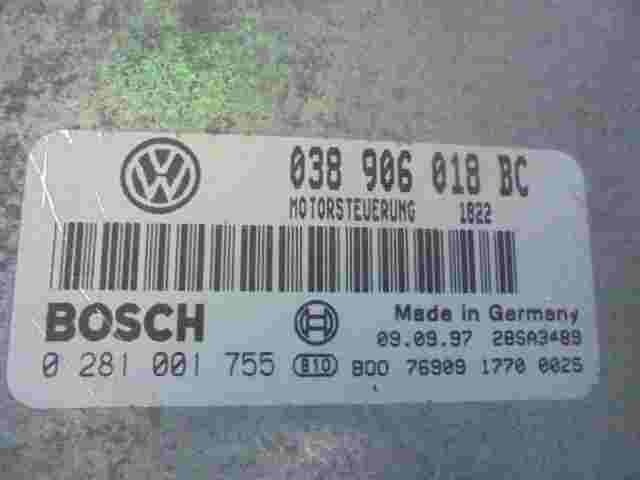 038 906 018 BC
MOTORSTEUERUNG 1822
BOSCH
Made in Germany
09.09.97 28SA3489
0 281 001 755 B10 8D0 76909 1770 0025